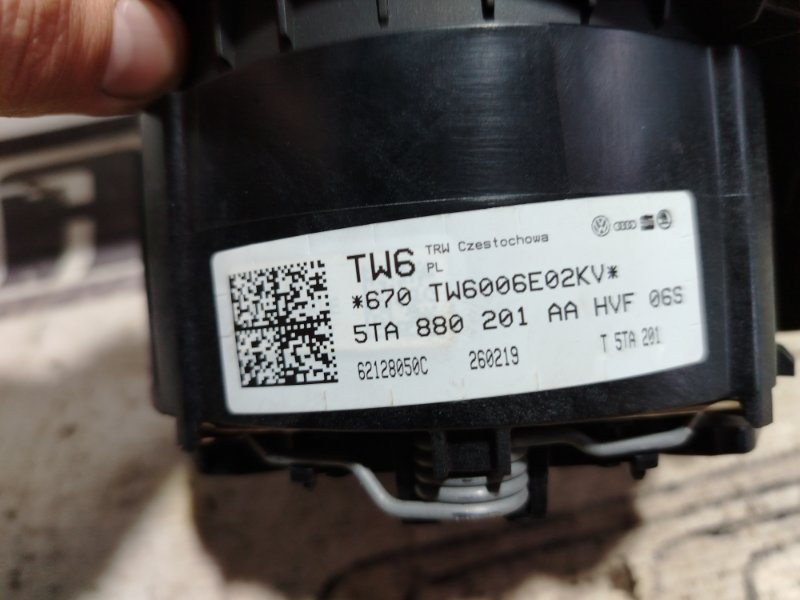 TW6 TRW Czestochowa
PL
*670 TW6006E02KV*
5TA 880 201 AA HVF 06S
62128050C 260219 T 5TA 201